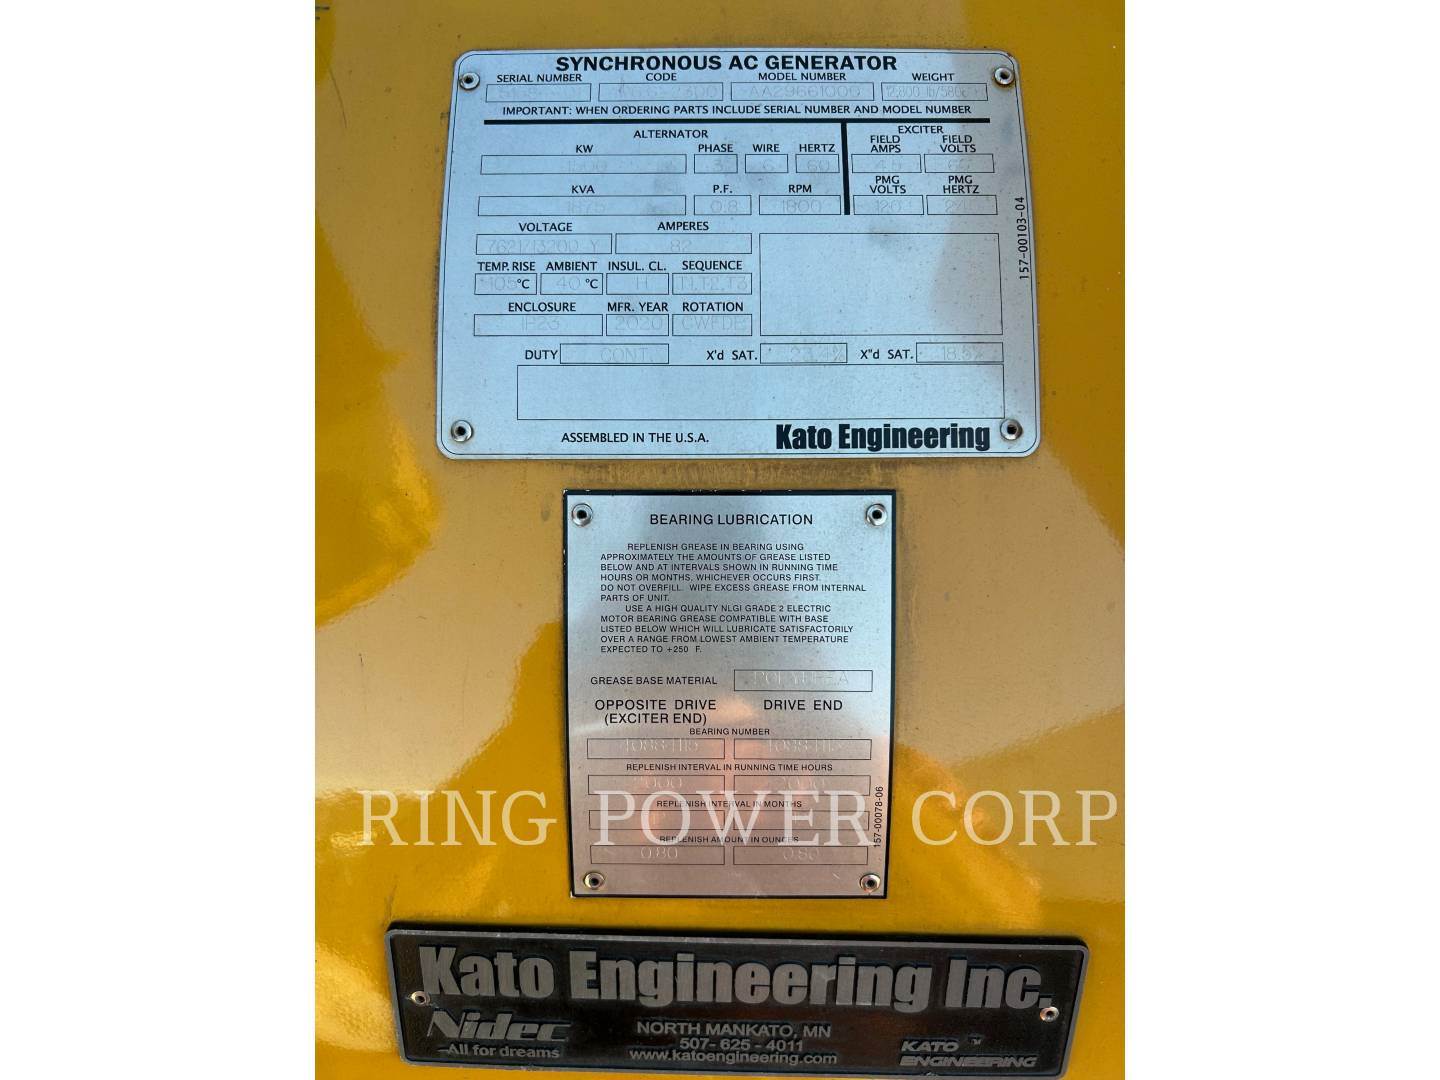 SYNCHRONOUS AC GENERATOR
SERIAL NUMBER CODE MODEL NUMBER WEIGHT
AA29661006
IMPORTANT: WHEN ORDERING PARTS INCLUDE SERIAL NUMBER AND MODEL NUMBER
ALTERNATOR EXCITER
KW PHASE WIRE HERTZ FIELD AMPS FIELD VOLTS
1500 3 6 60
KVA P.F. RPM PMG VOLTS PMG HERTZ
1875 0.8 1800 120
VOLTAGE AMPERES
7621/13200 Y 82
TEMP. RISE AMBIENT INSUL. CL. SEQUENCE
105°C 40°C H T1,T2,T3
ENCLOSURE MFR. YEAR ROTATION
IP23 2020 CWFDE
DUTY CONT. X'd SAT. 23.4% X"d SAT. 18.5%
157-00103-04
ASSEMBLED IN THE U.S.A. Kato Engineering
BEARING LUBRICATION
REPLENISH GREASE IN BEARING USING
APPROXIMATELY THE AMOUNTS OF GREASE LISTED
BELOW AND AT INTERVALS SHOWN IN RUNNING TIME
HOURS OR MONTHS, WHICHEVER OCCURS FIRST.
DO NOT OVERFILL. WIPE EXCESS GREASE FROM INTERNAL
PARTS OF UNIT.
USE A HIGH QUALITY NLGI GRADE 2 ELECTRIC
MOTOR BEARING GREASE COMPATIBLE WITH BASE
LISTED BELOW WHICH WILL LUBRICATE SATISFACTORILY
OVER A RANGE FROM LOWEST AMBIENT TEMPERATURE
EXPECTED TO +250 F.
GREASE BASE MATERIAL POLYUREA
OPPOSITE DRIVE DRIVE END
(EXCITER END)
BEARING NUMBER
REPLENISH INTERVAL IN RUNNING TIME HOURS
REPLENISH INTERVAL IN MONTHS
REPLENISH AMOUNT IN OUNCES
0.80 0.80
157-00078-06
RING POWER CORP
Kato Engineering Inc.
Nidec
All for dreams
NORTH MANKATO, MN
507- 625 - 4011
www.katoengineering.com
KATO ™
ENGINEERING